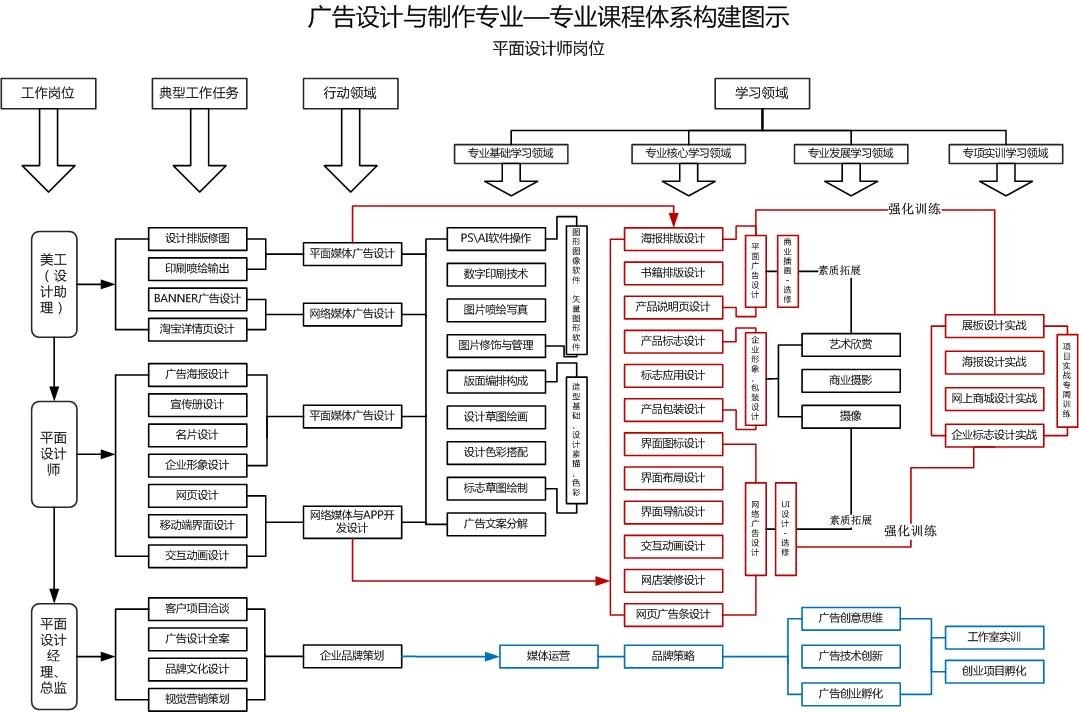 广告设计与制作专业—专业课程体系构建图示
平面设计师岗位
工作岗位
典型工作任务
行动领域
学习领域
专业基础学习领域
专业核心学习领域
专业发展学习领域
专项实训学习领域
美工
（设
计助
理）
平面
设计
师
平面
设计
经
理、
总监
设计排版修图
印刷喷绘输出
BANNER广告设计
淘宝详情页设计
广告海报设计
宣传册设计
名片设计
企业形象设计
网页设计
移动端界面设计
交互动画设计
客户项目洽谈
广告设计全案
品牌文化设计
视觉营销策划
平面媒体广告设计
网络媒体广告设计
平面媒体广告设计
网络媒体与APP开
发设计
企业品牌策划
PS\AI软件操作
数字印刷技术
图片喷绘写真
图片修饰与管理
版面编排构成
设计草图绘画
设计色彩搭配
标志草图绘制
广告文案分解
图形图像软件 矢量图形软件
造型基础、设计素描、色彩
媒体运营
海报排版设计
书籍排版设计
产品说明页设计
产品标志设计
标志应用设计
产品包装设计
界面图标设计
界面布局设计
界面导航设计
交互动画设计
网店装修设计
网页广告条设计
品牌策略
平面广告设计
企业形象、包装设计
网络广告设计
商业插画-选修
UI设计-选修
素质拓展
艺术欣赏
商业摄影
摄像
素质拓展
广告创意思维
广告技术创新
广告创业孵化
强化训练
展板设计实战
海报设计实战
网上商城设计实战
企业标志设计实战
项目实战专周训练
强化训练
工作室实训
创业项目孵化